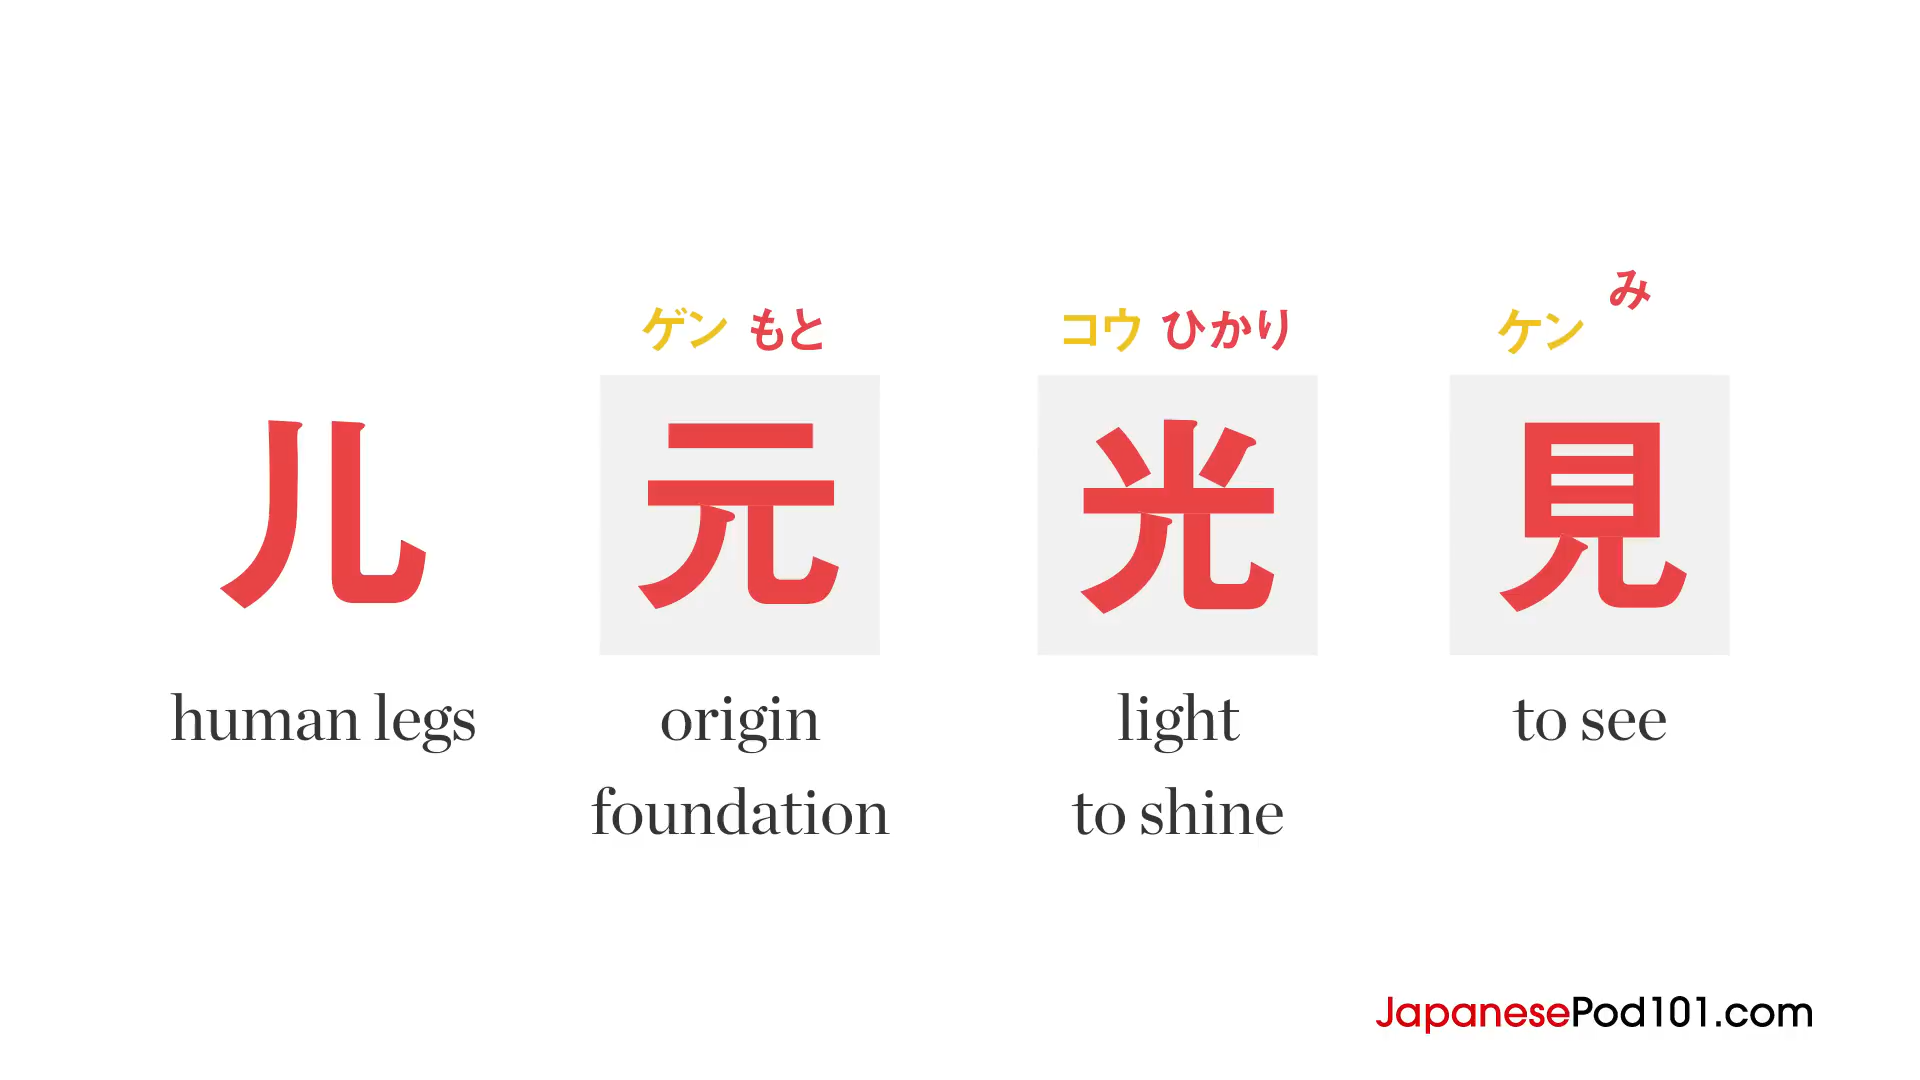 ゲン もと
コウ ひかり
ケン み
儿
元
光
見
human legs
origin
foundation
light
to shine
to see
JapanesePod101.com